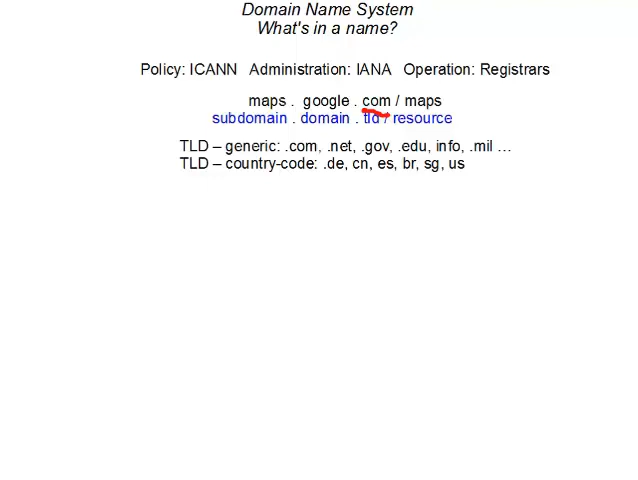 Domain Name System
What's in a name?
Policy: ICANN Administration: IANA Operation: Registrars
maps . google . com / maps
subdomain . domain . tld / resource
TLD – generic: .com, .net, .gov, .edu, info, .mil …
TLD – country-code: .de, cn, es, br, sg, us